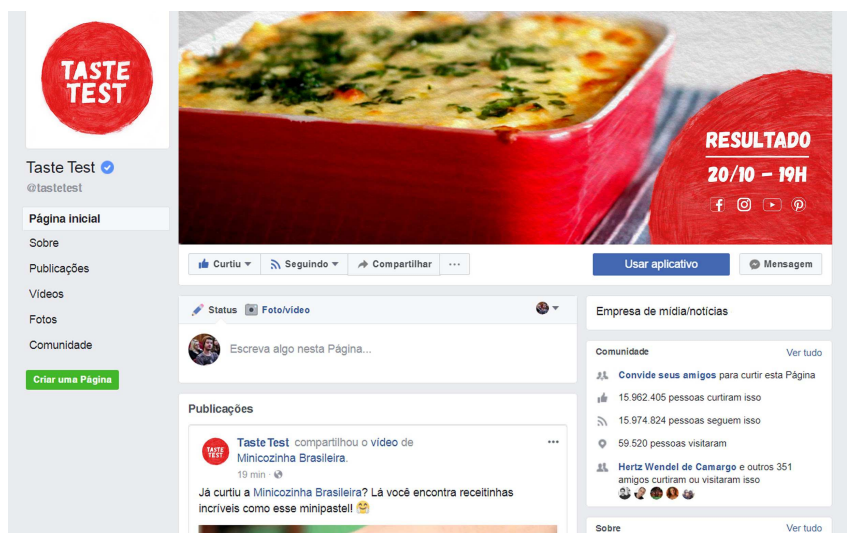 TASTE
TEST
Taste Test
@tastetest
Página inicial
Sobre
Publicações
Vídeos
Fotos
Comunidade
Criar uma Página
RESULTADO
20/10 – 19H
Curtiu
Seguindo
Compartilhar
...
Usar aplicativo
Mensagem
Status
Foto/vídeo
Escreva algo nesta Página...
Publicações
TASTE
TEST
Taste Test compartilhou o vídeo de
Minicozinha Brasileira.
19 min ·
Já curtiu a Minicozinha Brasileira? Lá você encontra receitinhas
incríveis como esse minipastel!
Empresa de mídia/notícias
Comunidade
Ver tudo
Convide seus amigos para curtir esta Página
15.962.405 pessoas curtiram isso
15.974.824 pessoas seguem isso
59.520 pessoas visitaram
Hertz Wendel de Camargo e outros 351
amigos curtiram ou visitaram isso
Sobre
Ver tudo